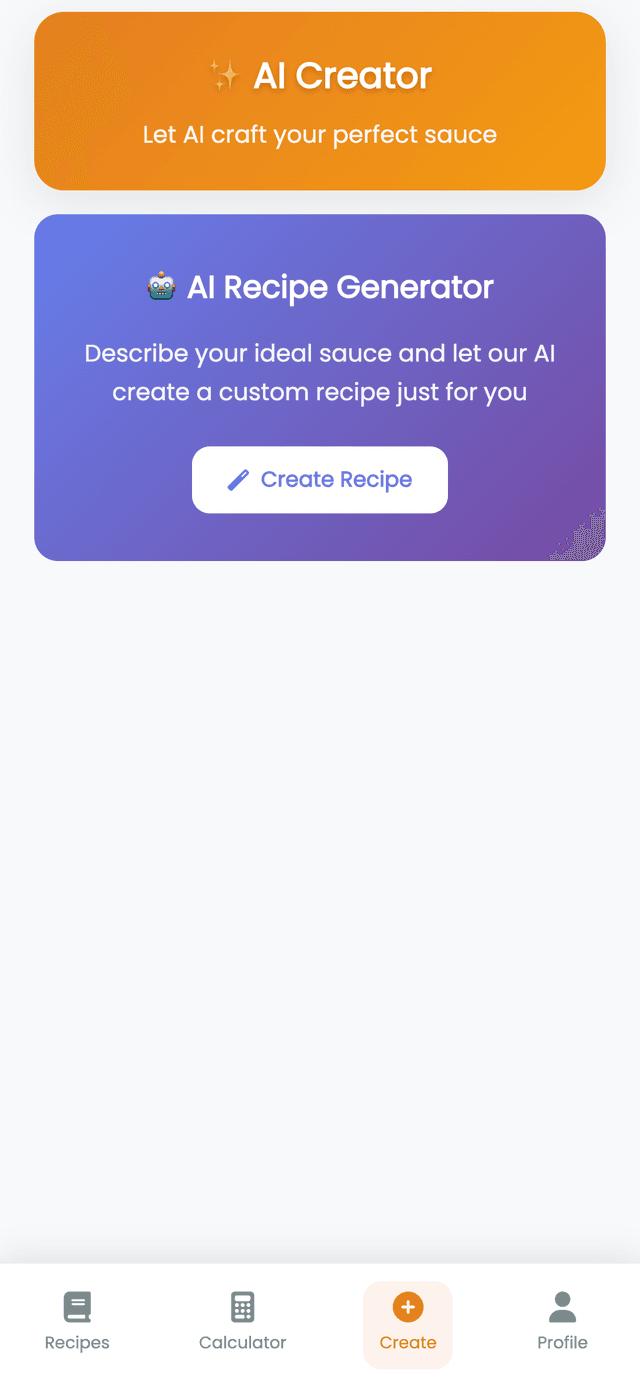 ✨ AI Creator
Let AI craft your perfect sauce
🤖 AI Recipe Generator
Describe your ideal sauce and let our AI
create a custom recipe just for you
Create Recipe
Recipes
Calculator
Create
Profile